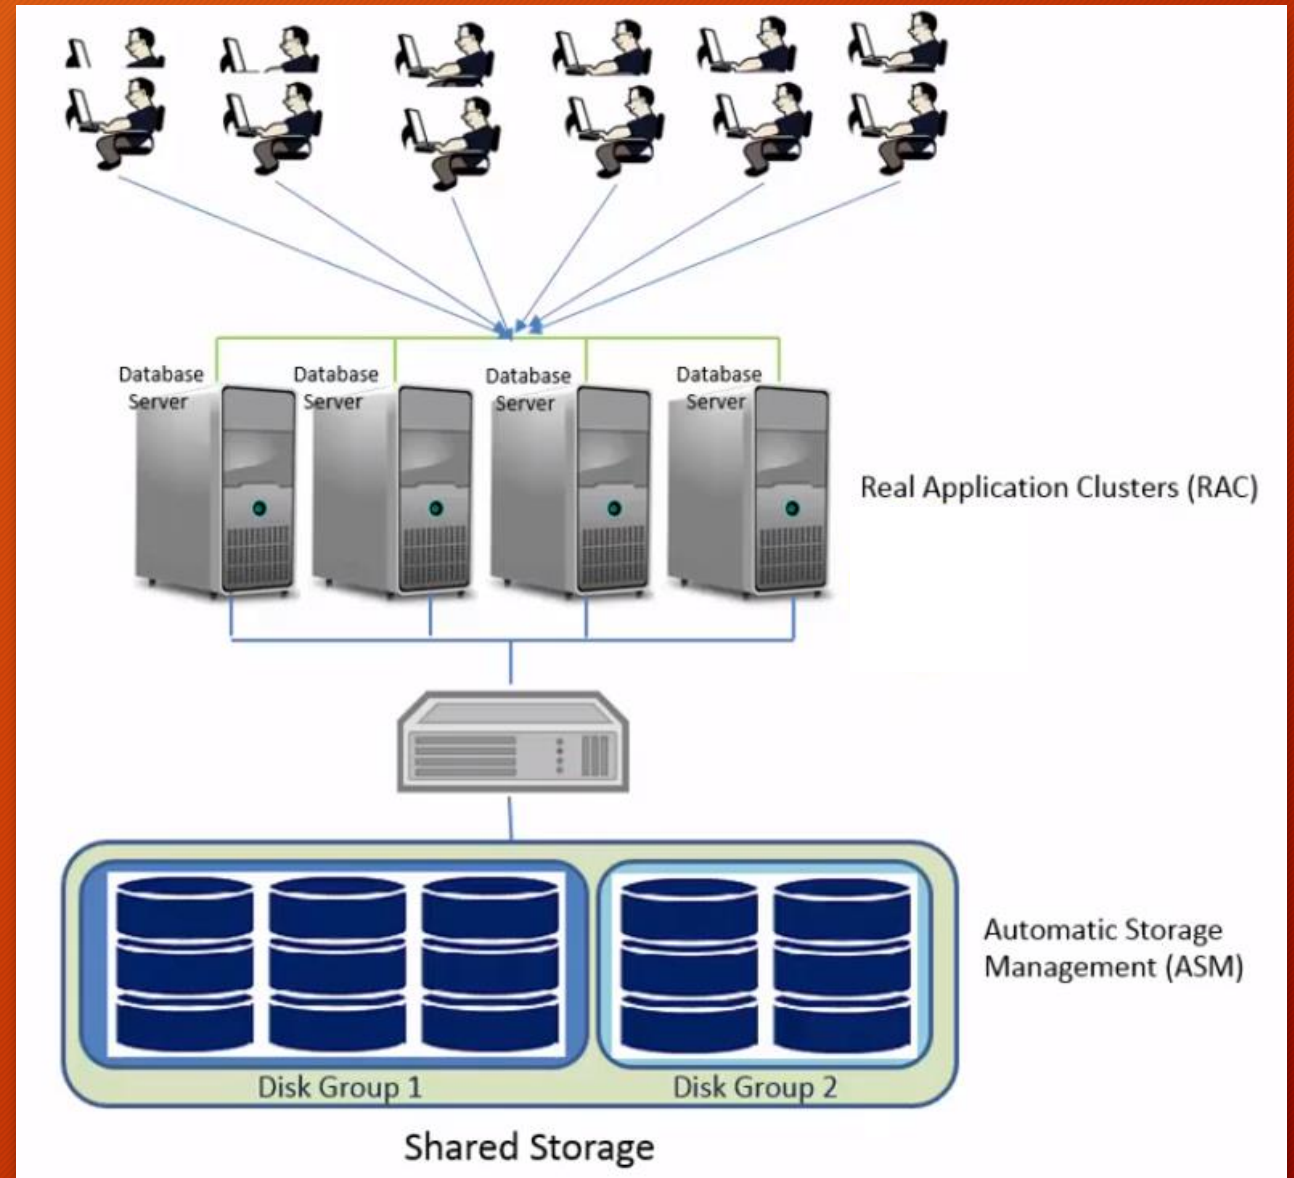 Database
Server
Database
Server
Database
Server
Database
Server
Real Application Clusters (RAC)
Automatic Storage
Management (ASM)
Disk Group 1
Disk Group 2
Shared Storage